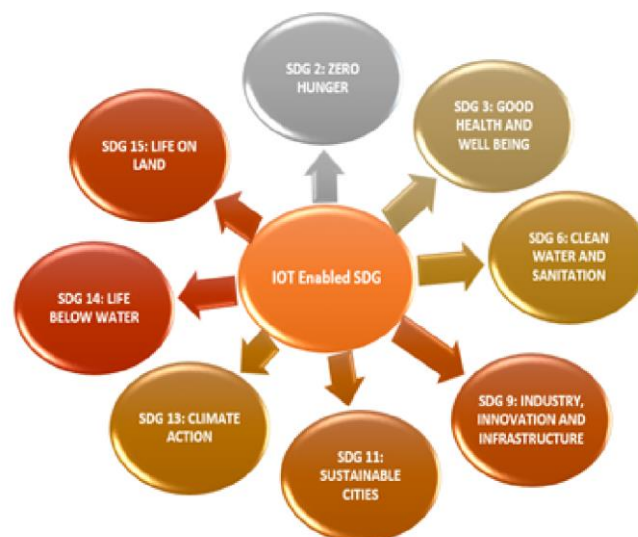 SDG 2: ZERO
HUNGER
SDG 3: GOOD
HEALTH AND
WELL BEING
SDG 6: CLEAN
WATER AND
SANITATION
SDG 9: INDUSTRY,
INNOVATION AND
INFRASTRUCTURE
SDG 11:
SUSTAINABLE
CITIES
SDG 13: CLIMATE
ACTION
SDG 14: LIFE
BELOW WATER
SDG 15: LIFE ON
LAND
IOT Enabled SDG